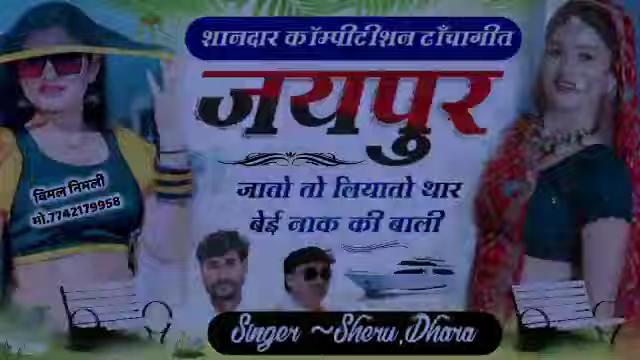 शानदार कॉम्पीटीशन टाँचागीत
जयपुर
जातो तो लियातो थार
बेई नाक की बाली
विमल निमली
मो.7742179958
Singer ~Sheru,Dhara